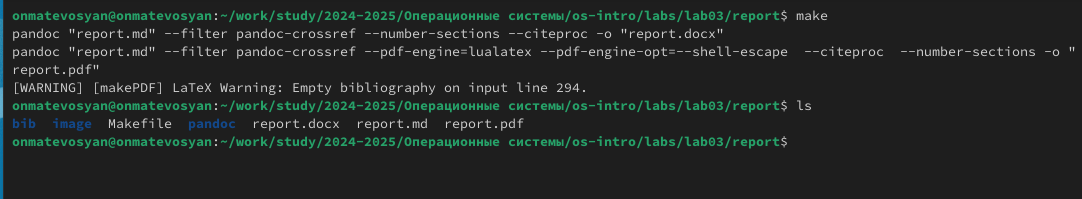 onmatevosyan@onmatevosyan:~/work/study/2024-2025/Операционные системы/os-intro/labs/lab03/report$ make
pandoc "report.md" --filter pandoc-crossref --number-sections --citeproc -o "report.docx"
pandoc "report.md" --filter pandoc-crossref --pdf-engine=lualatex --pdf-engine-opt=--shell-escape  --citeproc  --number-sections -o "
report.pdf"
[WARNING] [makePDF] LaTeX Warning: Empty bibliography on input line 294.
onmatevosyan@onmatevosyan:~/work/study/2024-2025/Операционные системы/os-intro/labs/lab03/report$ ls
bib  image  Makefile  pandoc  report.docx  report.md  report.pdf
onmatevosyan@onmatevosyan:~/work/study/2024-2025/Операционные системы/os-intro/labs/lab03/report$